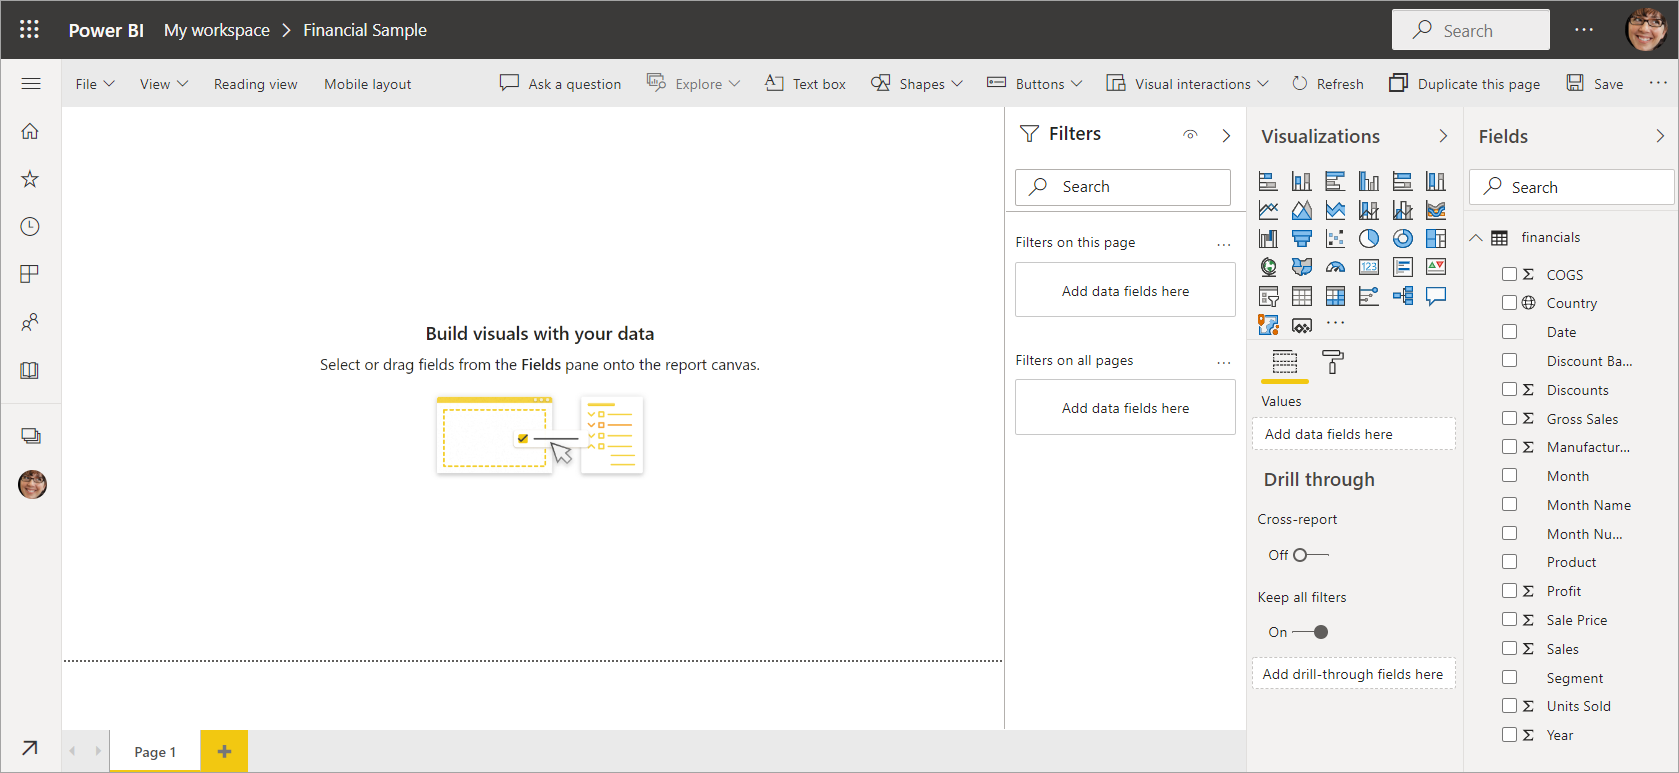 Power BI My workspace > Financial Sample
Search
...
File View Reading view Mobile layout Ask a question Explore Text box Shapes Buttons Visual interactions Refresh Duplicate this page Save ...
Build visuals with your data
Select or drag fields from the Fields pane onto the report canvas.
Page 1
+
Filters
Search
Filters on this page ...
Add data fields here
Filters on all pages ...
Add data fields here
Visualizations
123
...
Values
Add data fields here
Drill through
Cross-report
Off
Keep all filters
On
Add drill-through fields here
Fields
Search
financials
Σ COGS
Country
Date
Discount Ba...
Σ Discounts
Σ Gross Sales
Σ Manufactur...
Month
Month Name
Month Nu...
Product
Σ Profit
Σ Sale Price
Σ Sales
Segment
Σ Units Sold
Σ Year